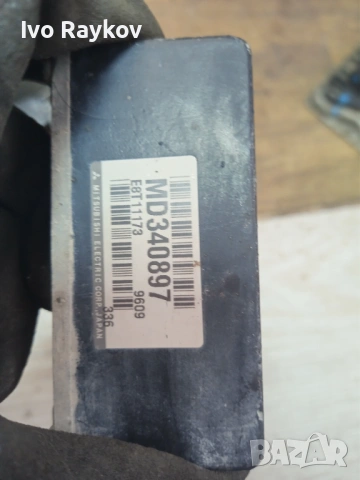 Ivo Raykov
MD340897
E8T11173
9609
336
MITSUBISHI ELECTRIC CORP. JAPAN
BAZAR